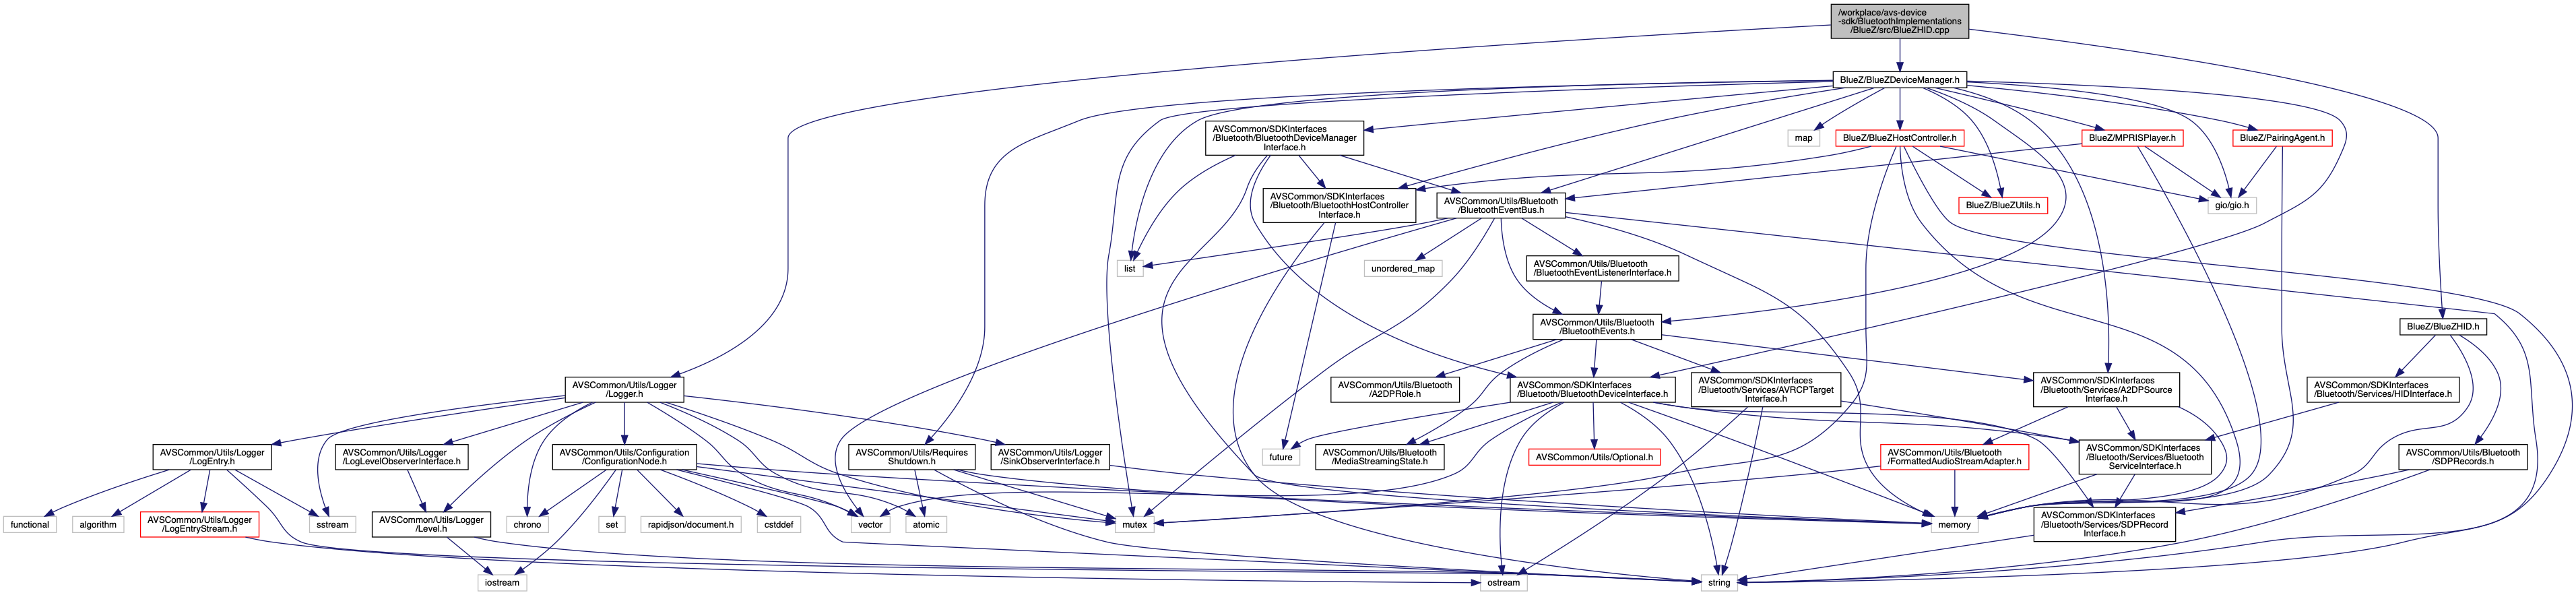 /workplace/avs-device
-sdk/BluetoothImplementations
/BlueZ/src/BlueZHID.cpp
BlueZ/BlueZDeviceManager.h
AVSCommon/SDKInterfaces
/Bluetooth/BluetoothDeviceManager
Interface.h
map
BlueZ/BlueZHostController.h
BlueZ/MPRISPlayer.h
BlueZ/PairingAgent.h
AVSCommon/SDKInterfaces
/Bluetooth/BluetoothHostController
Interface.h
AVSCommon/Utils/Bluetooth
/BluetoothEventBus.h
BlueZ/BlueZUtils.h
gio/gio.h
list
unordered_map
AVSCommon/Utils/Bluetooth
/BluetoothEventListenerInterface.h
AVSCommon/Utils/Bluetooth
/BluetoothEvents.h
BlueZ/BlueZHID.h
AVSCommon/Utils/Logger
/Logger.h
AVSCommon/Utils/Bluetooth
/A2DPRole.h
AVSCommon/SDKInterfaces
/Bluetooth/BluetoothDeviceInterface.h
AVSCommon/SDKInterfaces
/Bluetooth/Services/AVRCPTarget
Interface.h
AVSCommon/SDKInterfaces
/Bluetooth/Services/A2DPSource
Interface.h
AVSCommon/SDKInterfaces
/Bluetooth/Services/HIDInterface.h
AVSCommon/Utils/Logger
/LogEntry.h
AVSCommon/Utils/Logger
/LogLevelObserverInterface.h
AVSCommon/Utils/Configuration
/ConfigurationNode.h
AVSCommon/Utils/Requires
Shutdown.h
AVSCommon/Utils/Logger
/SinkObserverInterface.h
future
AVSCommon/Utils/Bluetooth
/MediaStreamingState.h
AVSCommon/Utils/Optional.h
AVSCommon/Utils/Bluetooth
/FormattedAudioStreamAdapter.h
AVSCommon/SDKInterfaces
/Bluetooth/Services/Bluetooth
ServiceInterface.h
AVSCommon/Utils/Bluetooth
/SDPRecords.h
functional
algorithm
AVSCommon/Utils/Logger
/LogEntryStream.h
sstream
AVSCommon/Utils/Logger
/Level.h
chrono
set
rapidjson/document.h
cstddef
vector
atomic
mutex
memory
AVSCommon/SDKInterfaces
/Bluetooth/Services/SDPRecord
Interface.h
iostream
ostream
string